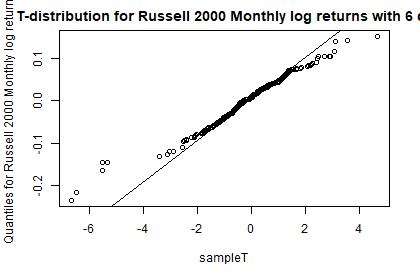 T-distribution for Russell 2000 Monthly log returns with 6
Quantiles for Russell 2000 Monthly log return
0.1
0.0
-0.1
-0.2
-6 -4 -2 0 2 4
sampleT